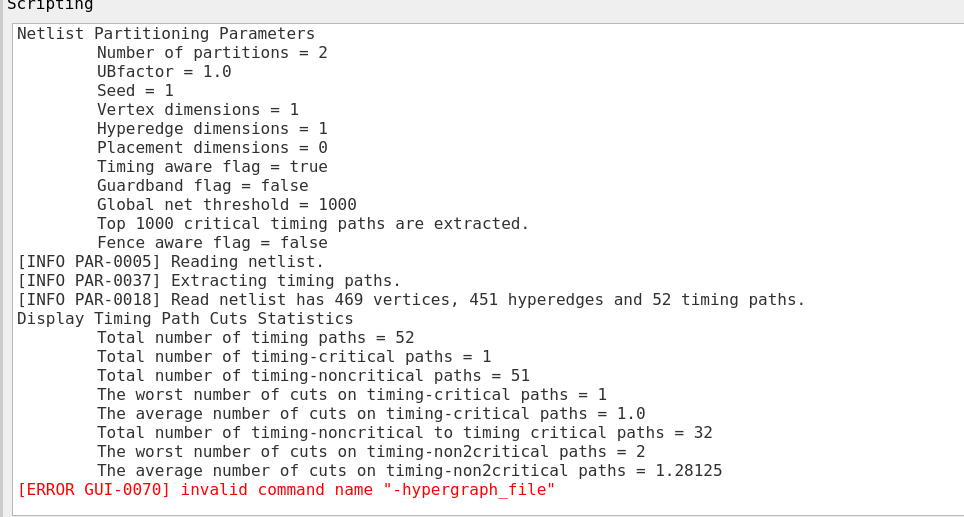 Scripting
Netlist Partitioning Parameters
Number of partitions = 2
UBfactor = 1.0
Seed = 1
Vertex dimensions = 1
Hyperedge dimensions = 1
Placement dimensions = 0
Timing aware flag = true
Guardband flag = false
Global net threshold = 1000
Top 1000 critical timing paths are extracted.
Fence aware flag = false
[INFO PAR-0005] Reading netlist.
[INFO PAR-0037] Extracting timing paths.
[INFO PAR-0018] Read netlist has 469 vertices, 451 hyperedges and 52 timing paths.
Display Timing Path Cuts Statistics
Total number of timing paths = 52
Total number of timing-critical paths = 1
Total number of timing-noncritical paths = 51
The worst number of cuts on timing-critical paths = 1
The average number of cuts on timing-critical paths = 1.0
Total number of timing-noncritical to timing critical paths = 32
The worst number of cuts on timing-non2critical paths = 2
The average number of cuts on timing-non2critical paths = 1.28125
[ERROR GUI-0070] invalid command name "-hypergraph_file"